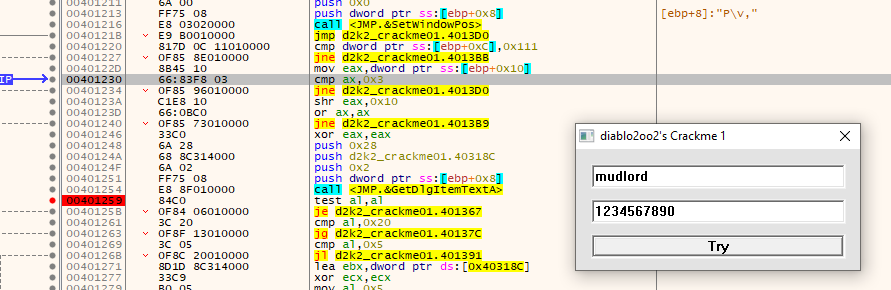 00401211 6A 00 push 0x0
00401213 FF75 08 push dword ptr ss:[ebp+0x8] [ebp+8]:"P\v,"
00401216 E8 03020000 call <JMP.&SetWindowPos>
0040121B E9 B0010000 jmp d2k2_crackme01.4013D0
00401220 817D 0C 11010000 cmp dword ptr ss:[ebp+0xC],0x111
00401227 0F85 8E010000 jne d2k2_crackme01.4013BB
0040122D 8B45 10 mov eax,dword ptr ss:[ebp+0x10]
IP 00401230 66:83F8 03 cmp ax,0x3
00401234 0F85 96010000 jne d2k2_crackme01.4013D0
0040123A C1E8 10 shr eax,0x10
0040123D 66:0BC0 or ax,ax
00401240 0F85 73010000 jne d2k2_crackme01.4013B9
00401246 33C0 xor eax,eax
00401248 6A 28 push 0x28
0040124A 68 8C314000 push d2k2_crackme01.40318C
0040124F 6A 02 push 0x2
00401251 FF75 08 push dword ptr ss:[ebp+0x8]
00401254 E8 8F010000 call <JMP.&GetDlgItemTextA>
00401259 84C0 test al,al
0040125B 0F84 06010000 je d2k2_crackme01.401367
00401261 3C 20 cmp al,0x20
00401263 0F8F 13010000 jg d2k2_crackme01.40137C
00401269 3C 05 cmp al,0x5
0040126B 0F8C 20010000 jl d2k2_crackme01.401391
00401271 8D1D 8C314000 lea ebx,dword ptr ds:[0x40318C]
00401277 33C9 xor ecx,ecx
00401279 B0 05 mov al,0x5
diablo2oo2's Crackme 1
mudlord
1234567890
Try